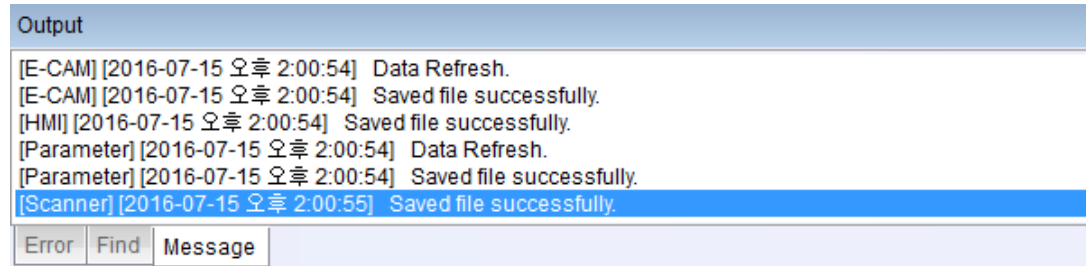 Output
[E-CAM] [2016-07-15 오후 2:00:54] Data Refresh.
[E-CAM] [2016-07-15 오후 2:00:54] Saved file successfully.
[HMI] [2016-07-15 오후 2:00:54] Saved file successfully.
[Parameter] [2016-07-15 오후 2:00:54] Data Refresh.
[Parameter] [2016-07-15 오후 2:00:54] Saved file successfully.
[Scanner] [2016-07-15 오후 2:00:55] Saved file successfully.
Error Find Message